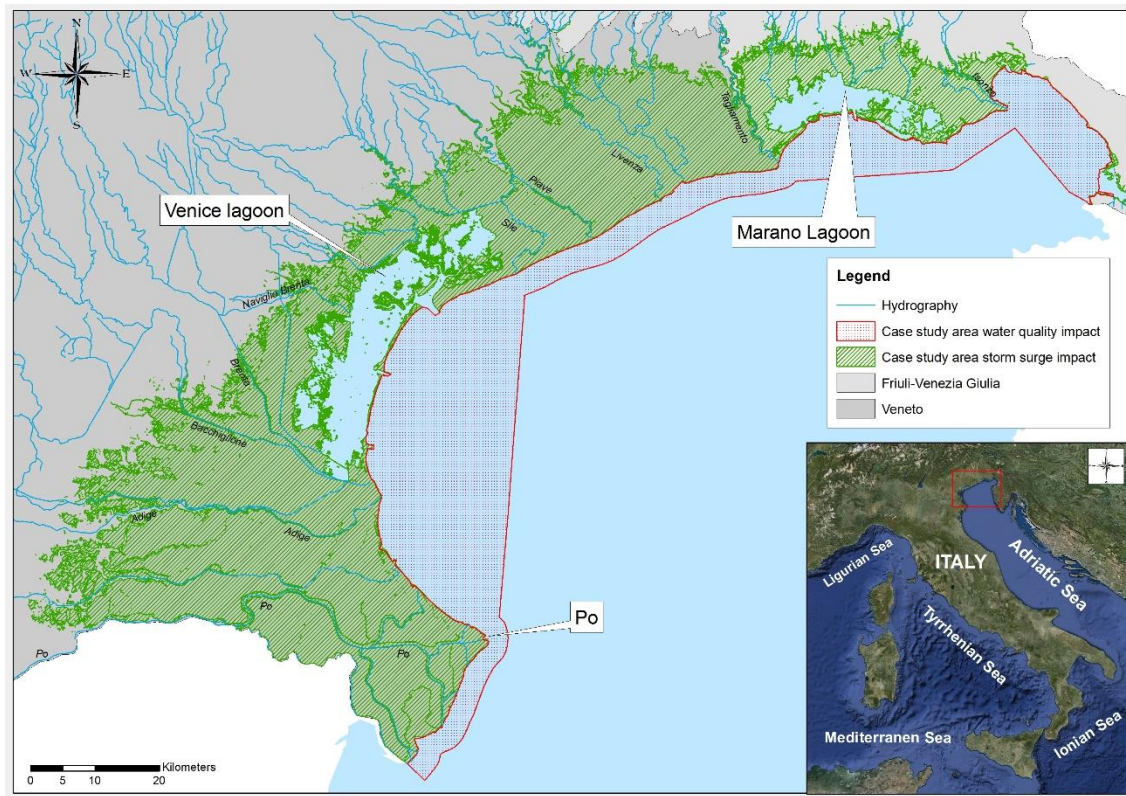 N
W E
S
Tagliamento
Isonzo
Livenza
Piave
Sile
Venice lagoon
Marano Lagoon
Naviglio Brenta
Brenta
Bacchiglione
Adige
Adige
Po
Po
Po
Po
Legend
Hydrography
Case study area water quality impact
Case study area storm surge impact
Friuli-Venezia Giulia
Veneto
Kilometers
0 5 10 20
Ligurian Sea
ITALY
Adriatic Sea
Tyrrhenian Sea
Mediterranen Sea
Ionian Sea